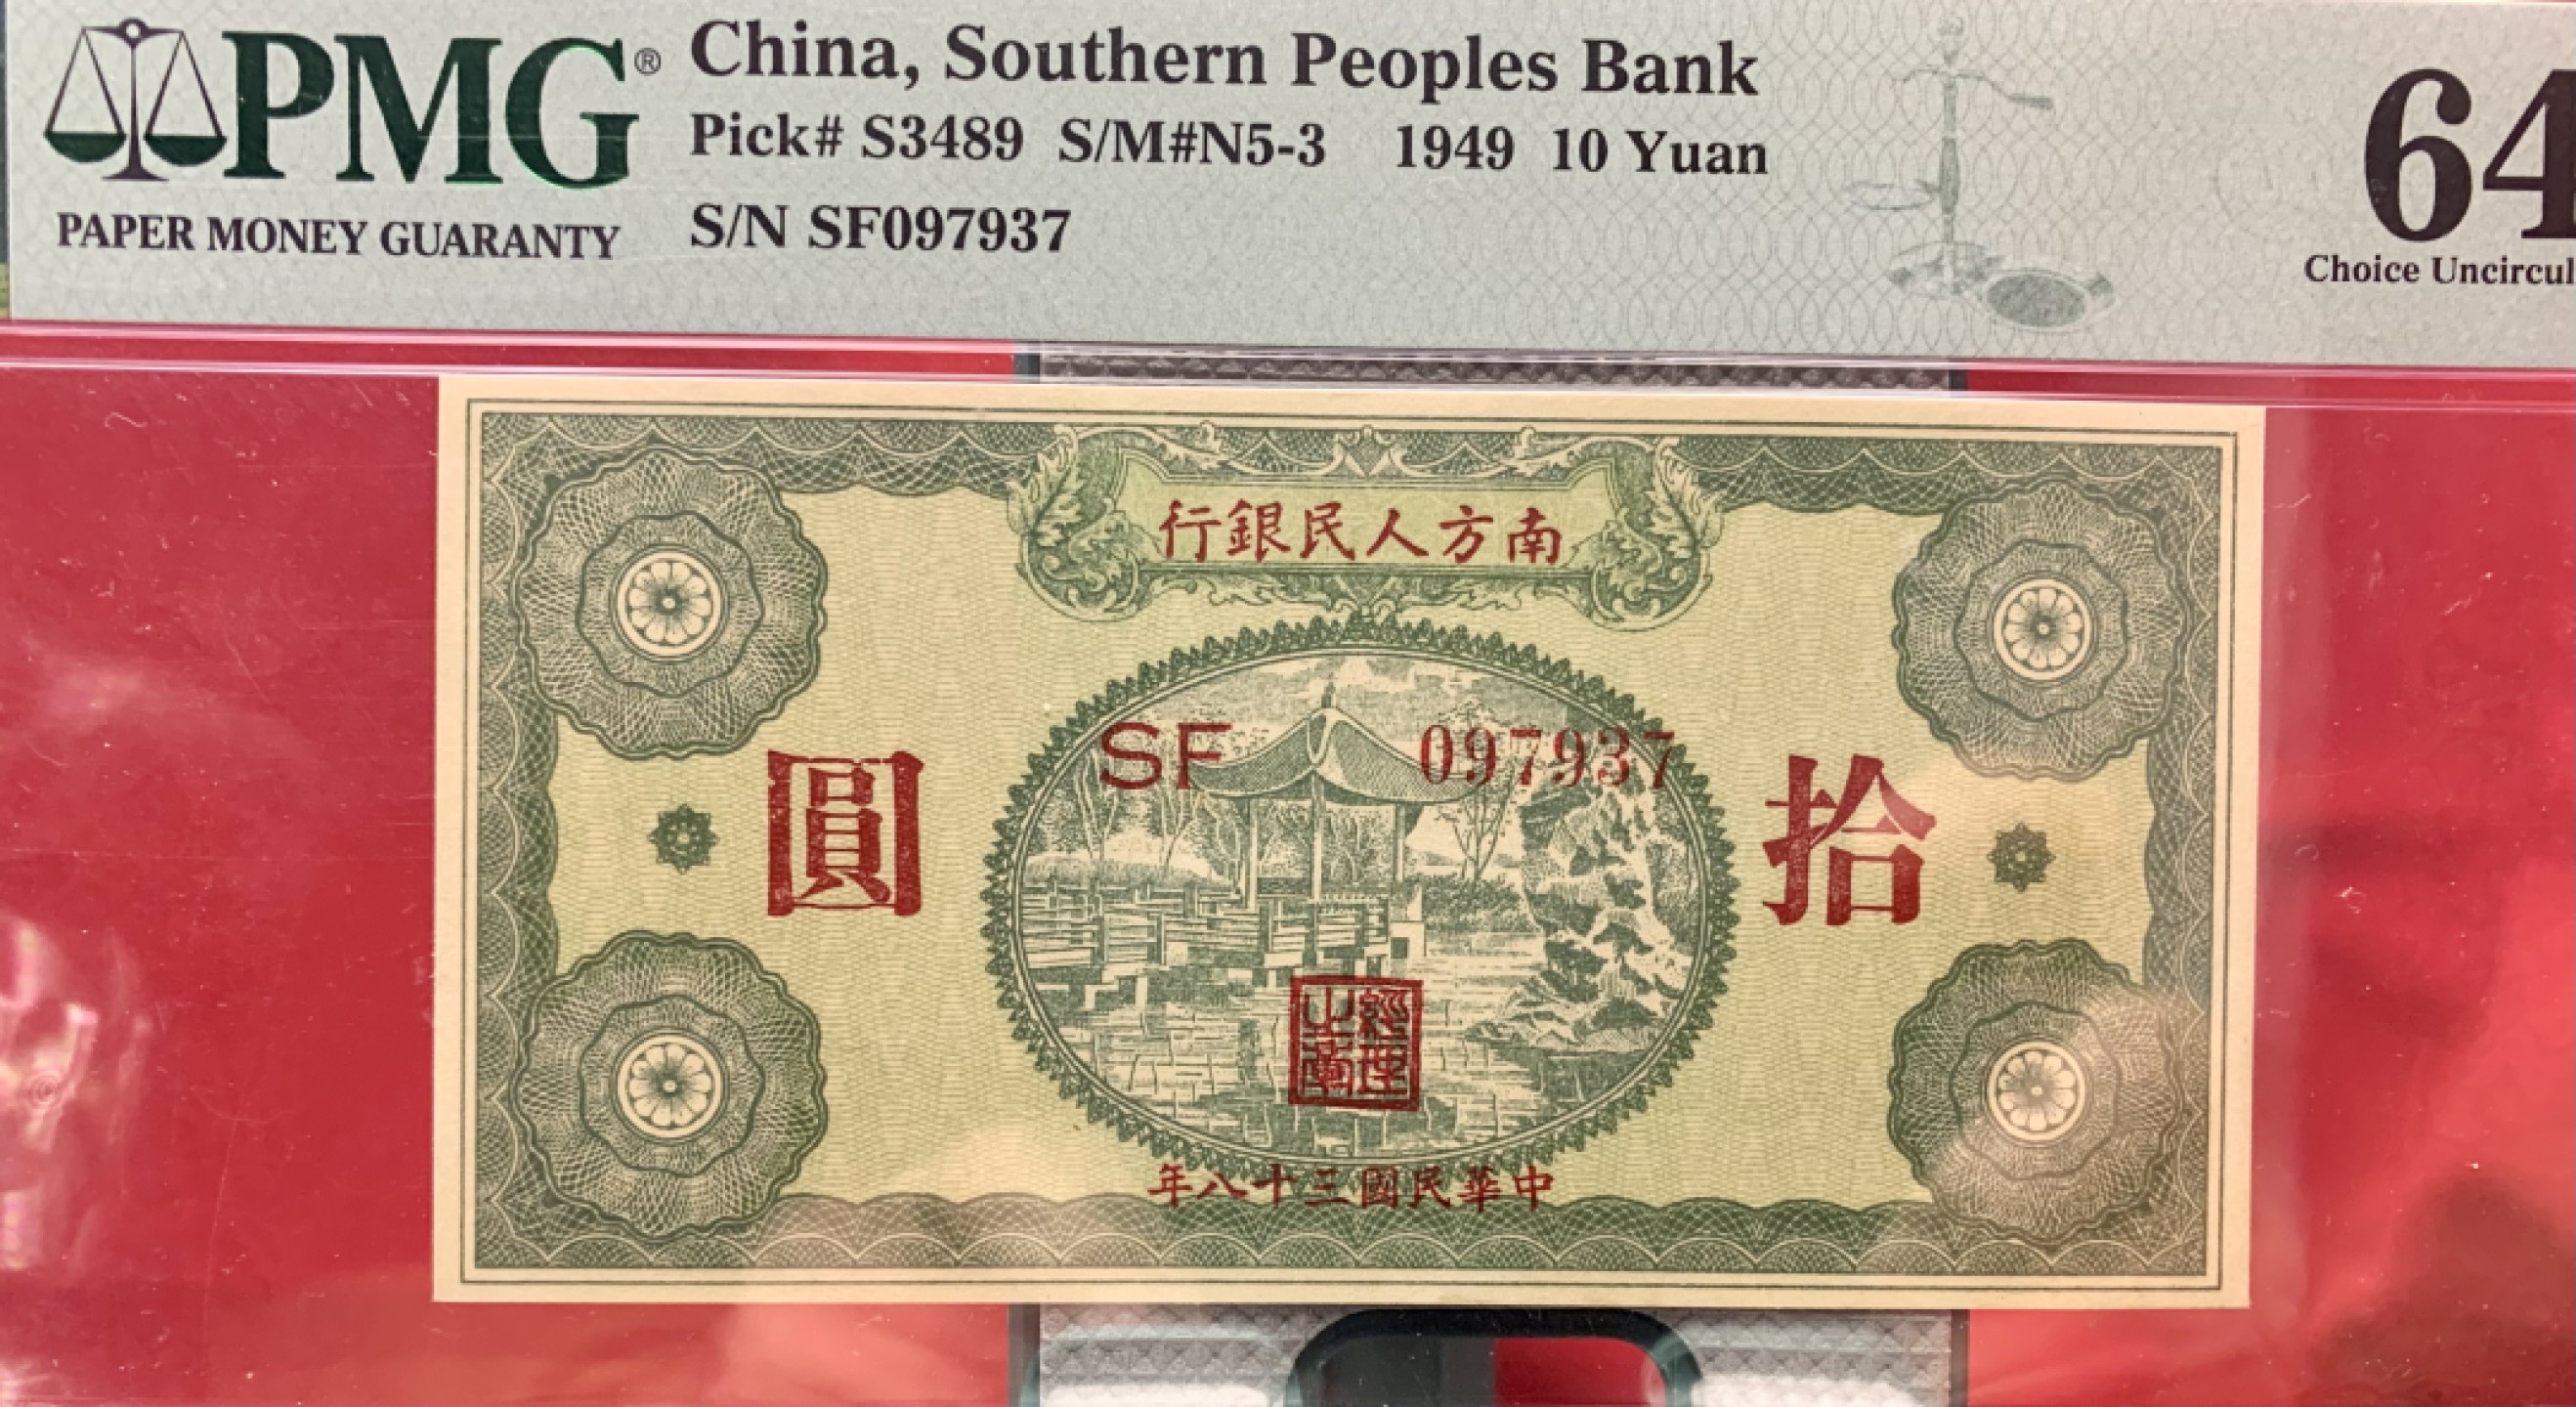 PMG®
PAPER MONEY GUARANTY
China, Southern Peoples Bank
Pick# S3489 S/M#N5-3 1949 10 Yuan
S/N SF097937
64
Choice Uncircul
南方人民銀行
SF 097937
拾圓
經理之章
中華民國三十八年